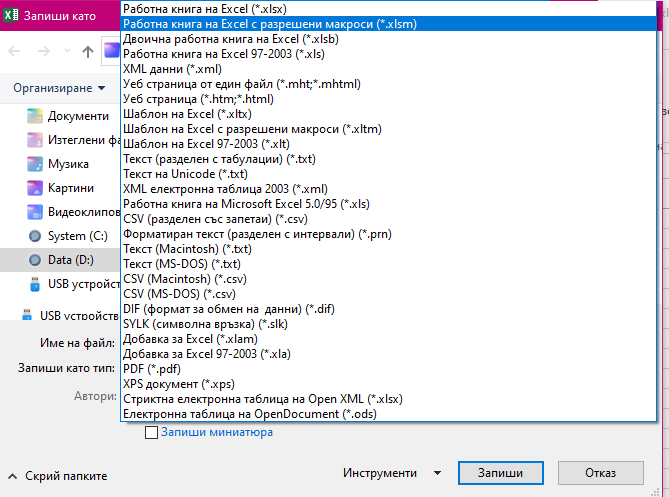 Запиши като
Работна книга на Excel (*.xlsx)
Работна книга на Excel с разрешени макроси (*.xlsm)
Двоична работна книга на Excel (*.xlsb)
Работна книга на Excel 97-2003 (*.xls)
XML данни (*.xml)
Уеб страница от един файл (*.mht;*.mhtml)
Уеб страница (*.htm;*.html)
Шаблон на Excel (*.xltx)
Шаблон на Excel с разрешени макроси (*.xltm)
Шаблон на Excel 97-2003 (*.xlt)
Текст (разделен с табулации) (*.txt)
Текст на Unicode (*.txt)
XML електронна таблица 2003 (*.xml)
Работна книга на Microsoft Excel 5.0/95 (*.xls)
CSV (разделен със запетаи) (*.csv)
Форматиран текст (разделен с интервали) (*.prn)
Текст (Macintosh) (*.txt)
Текст (MS-DOS) (*.txt)
CSV (Macintosh) (*.csv)
CSV (MS-DOS) (*.csv)
DIF (формат за обмен на данни) (*.dif)
SYLK (символна връзка) (*.slk)
Добавка за Excel (*.xlam)
Добавка за Excel 97-2003 (*.xla)
PDF (*.pdf)
XPS документ (*.xps)
Стриктна електронна таблица на Open XML (*.xlsx)
Електронна таблица на OpenDocument (*.ods)
Организиране
Документи
Изтеглени фа
Музика
Картини
Видеоклипов
System (C:)
Data (D:)
USB устройст
USB устройств
Име на файл:
Запиши като тип:
Автори:
Запиши миниатюра
Скрий папките
Инструменти
Запиши
Отказ